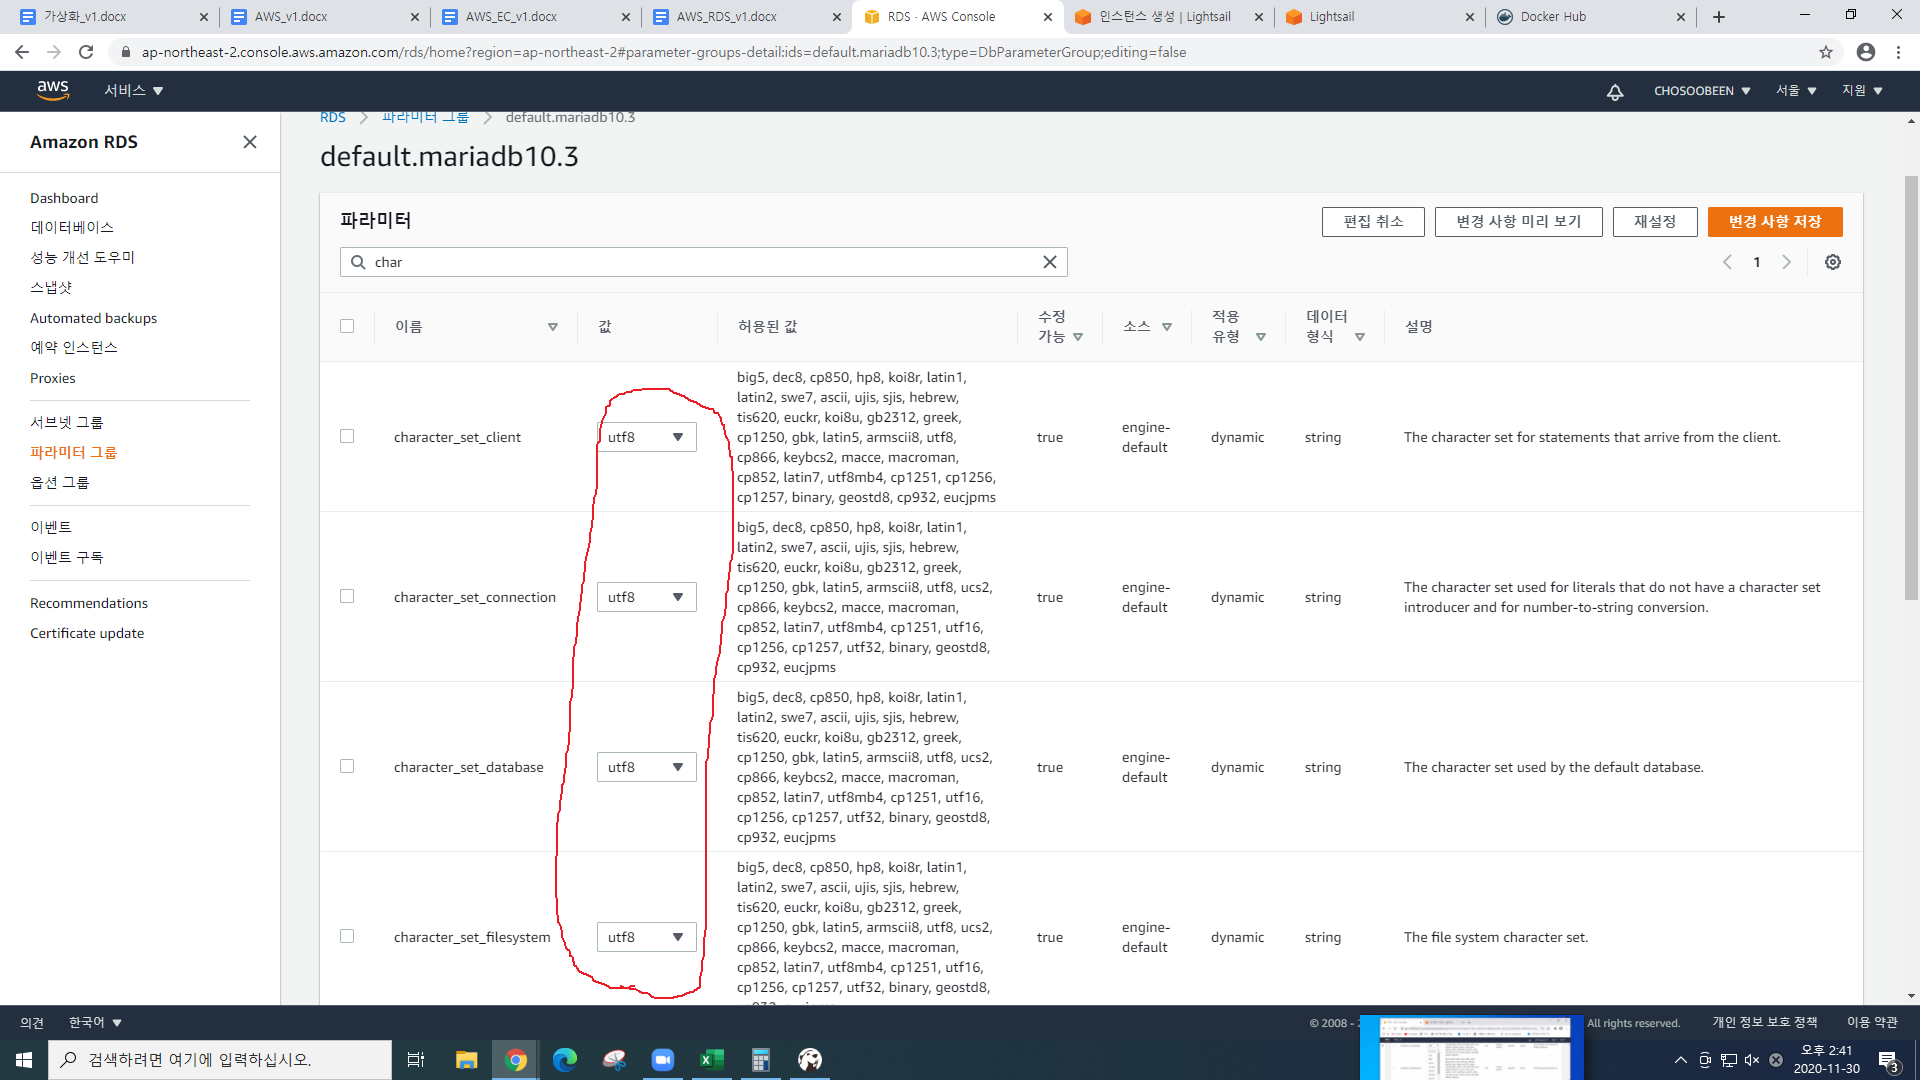 가상화_v1.docx
AWS_v1.docx
AWS_EC_v1.docx
AWS_RDS_v1.docx
RDS · AWS Console
인스턴스 생성 | Lightsail
Lightsail
Docker Hub
ap-northeast-2.console.aws.amazon.com/rds/home?region=ap-northeast-2#parameter-groups-detail:ids=default.mariadb10.3;type=DbParameterGroup;editing=false
aws
서비스
CHOSOOBEEN
서울
지원
Amazon RDS
Dashboard
데이터베이스
성능 개선 도우미
스냅샷
Automated backups
예약 인스턴스
Proxies
서브넷 그룹
파라미터 그룹
옵션 그룹
이벤트
이벤트 구독
Recommendations
Certificate update
RDS
파라미터 그룹
default.mariadb10.3
default.mariadb10.3
파라미터
편집 취소
변경 사항 미리 보기
재설정
변경 사항 저장
char
1
이름
값
허용된 값
수정
가능
소스
적용
유형
데이터
형식
설명
character_set_client
utf8
big5, dec8, cp850, hp8, koi8r, latin1,
latin2, swe7, ascii, ujis, sjis, hebrew,
tis620, euckr, koi8u, gb2312, greek,
cp1250, gbk, latin5, armscii8, utf8,
cp866, keybcs2, macce, macroman,
cp852, latin7, utf8mb4, cp1251, cp1256,
cp1257, binary, geostd8, cp932, eucjpms
true
engine-
default
dynamic
string
The character set for statements that arrive from the client.
character_set_connection
utf8
big5, dec8, cp850, hp8, koi8r, latin1,
latin2, swe7, ascii, ujis, sjis, hebrew,
tis620, euckr, koi8u, gb2312, greek,
cp1250, gbk, latin5, armscii8, utf8, ucs2,
cp866, keybcs2, macce, macroman,
cp852, latin7, utf8mb4, cp1251, utf16,
cp1256, cp1257, utf32, binary, geostd8,
cp932, eucjpms
true
engine-
default
dynamic
string
The character set used for literals that do not have a character set
introducer and for number-to-string conversion.
character_set_database
utf8
big5, dec8, cp850, hp8, koi8r, latin1,
latin2, swe7, ascii, ujis, sjis, hebrew,
tis620, euckr, koi8u, gb2312, greek,
cp1250, gbk, latin5, armscii8, utf8, ucs2,
cp866, keybcs2, macce, macroman,
cp852, latin7, utf8mb4, cp1251, utf16,
cp1256, cp1257, utf32, binary, geostd8,
cp932, eucjpms
true
engine-
default
dynamic
string
The character set used by the default database.
character_set_filesystem
utf8
big5, dec8, cp850, hp8, koi8r, latin1,
latin2, swe7, ascii, ujis, sjis, hebrew,
tis620, euckr, koi8u, gb2312, greek,
cp1250, gbk, latin5, armscii8, utf8, ucs2,
cp866, keybcs2, macce, macroman,
cp852, latin7, utf8mb4, cp1251, utf16,
cp1256, cp1257, utf32, binary, geostd8,
true
engine-
default
dynamic
string
The file system character set.
의견
한국어
© 2008 -
All rights reserved.
개인 정보 보호 정책
이용 약관
검색하려면 여기에 입력하십시오.
오후 2:41
2020-11-30
3